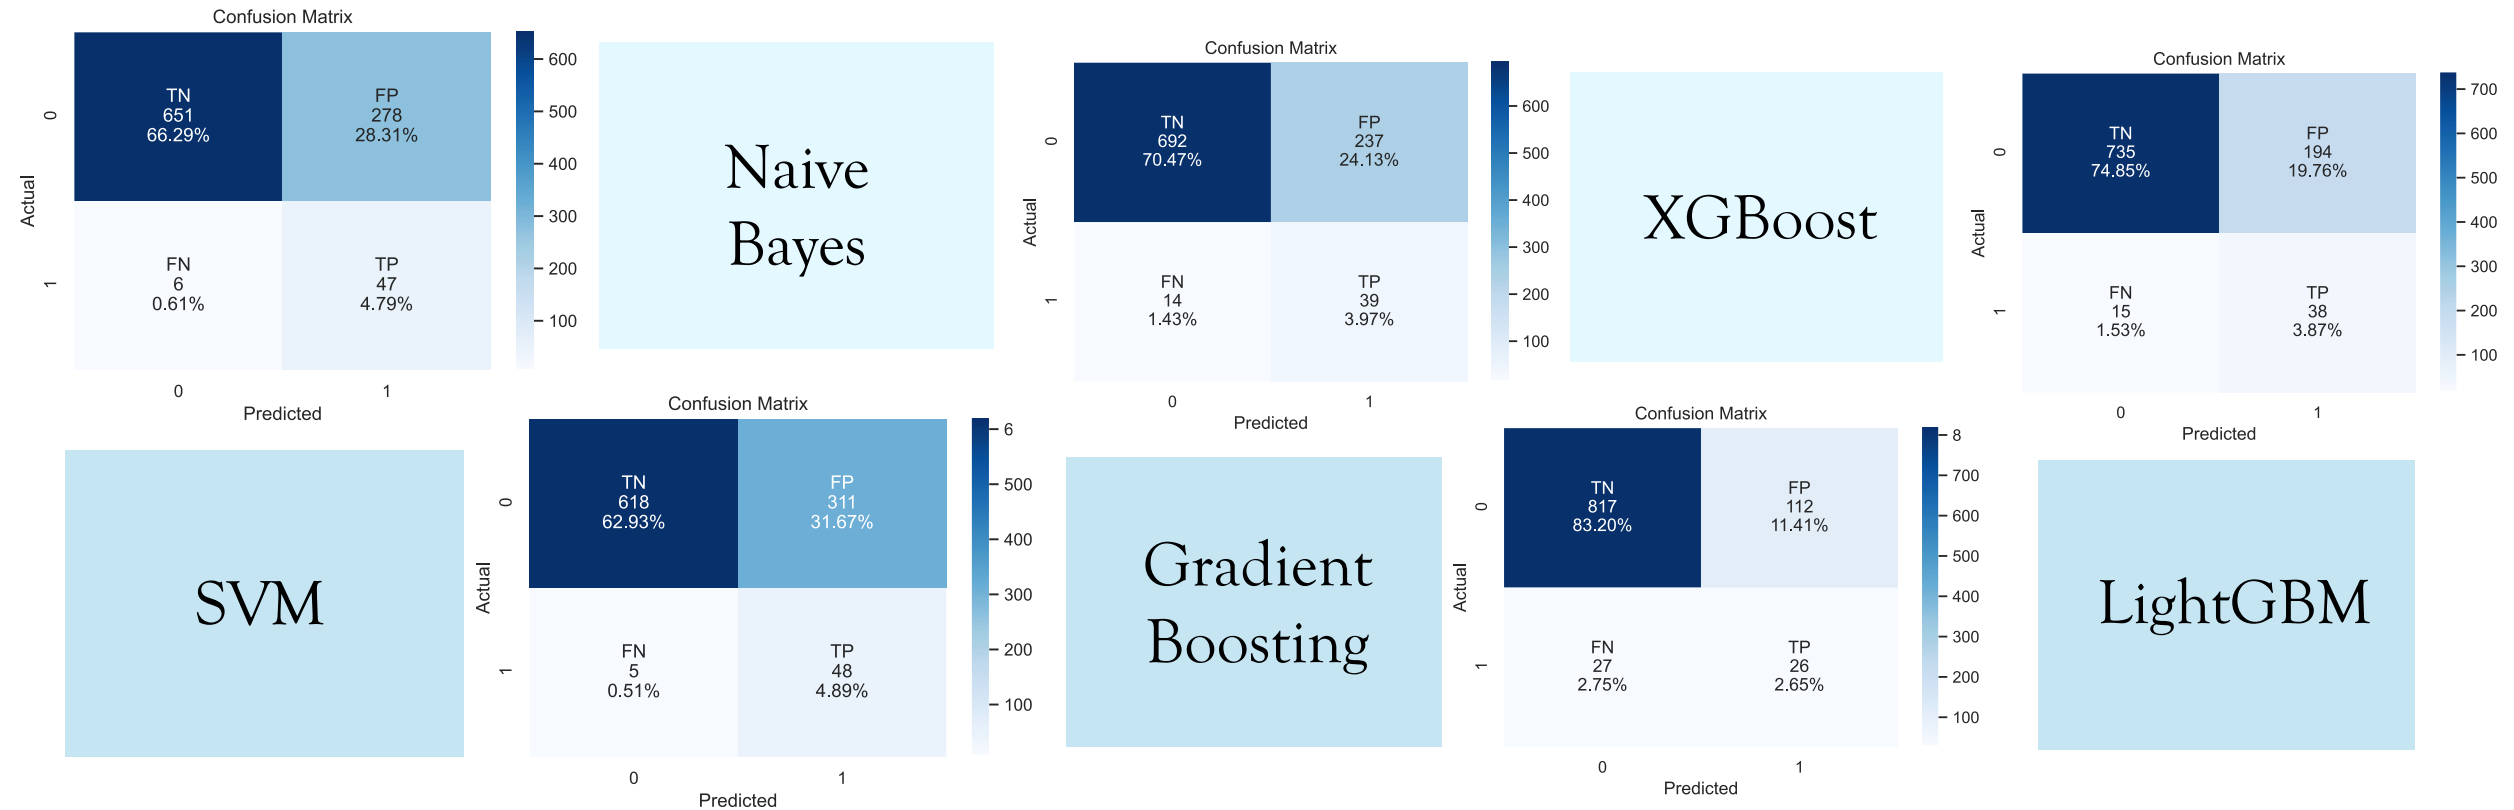 Confusion Matrix
0
TN
651
66.29%
FP
278
28.31%
1
FN
6
0.61%
TP
47
4.79%
Actual
0
1
Predicted
600
500
400
300
200
100
Naive
Bayes
Confusion Matrix
0
TN
692
70.47%
FP
237
24.13%
1
FN
14
1.43%
TP
39
3.97%
Actual
0
1
Predicted
600
500
400
300
200
100
XGBoost
Confusion Matrix
0
TN
735
74.85%
FP
194
19.76%
1
FN
15
1.53%
TP
38
3.87%
Actual
0
1
Predicted
700
600
500
400
300
200
100
SVM
Confusion Matrix
0
TN
618
62.93%
FP
311
31.67%
1
FN
5
0.51%
TP
48
4.89%
Actual
0
1
Predicted
6
500
400
300
200
100
Gradient
Boosting
Confusion Matrix
0
TN
817
83.20%
FP
112
11.41%
1
FN
27
2.75%
TP
26
2.65%
Actual
0
1
Predicted
8
700
600
500
400
300
200
100
LightGBM